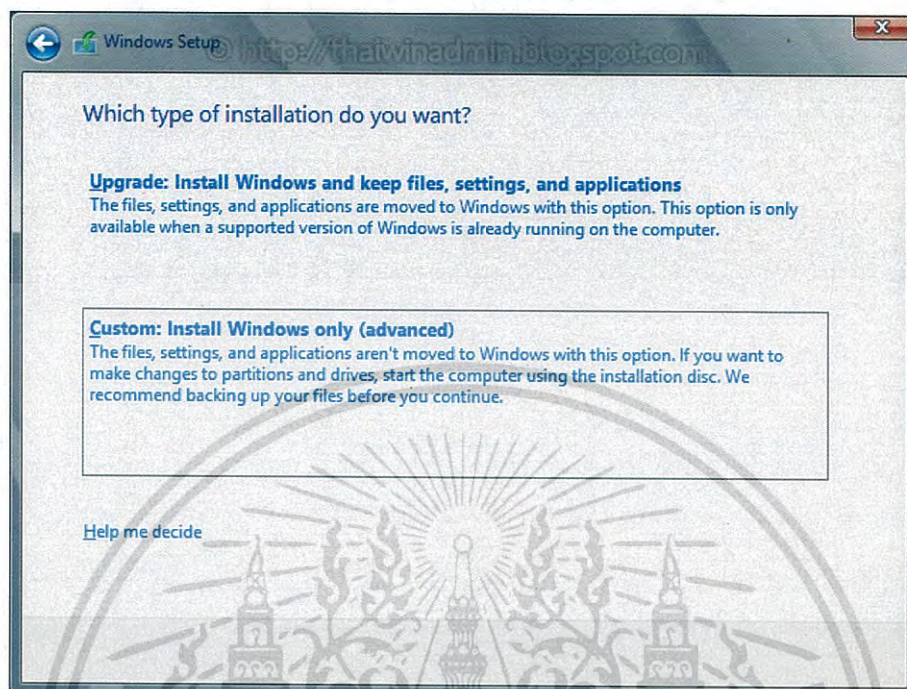 Windows Setup
© http://thaiwinadmin.blogspot.com
Which type of installation do you want?
Upgrade: Install Windows and keep files, settings, and applications
The files, settings, and applications are moved to Windows with this option. This option is only
available when a supported version of Windows is already running on the computer.
Custom: Install Windows only (advanced)
The files, settings, and applications aren't moved to Windows with this option. If you want to
make changes to partitions and drives, start the computer using the installation disc. We
recommend backing up your files before you continue.
Help me decide